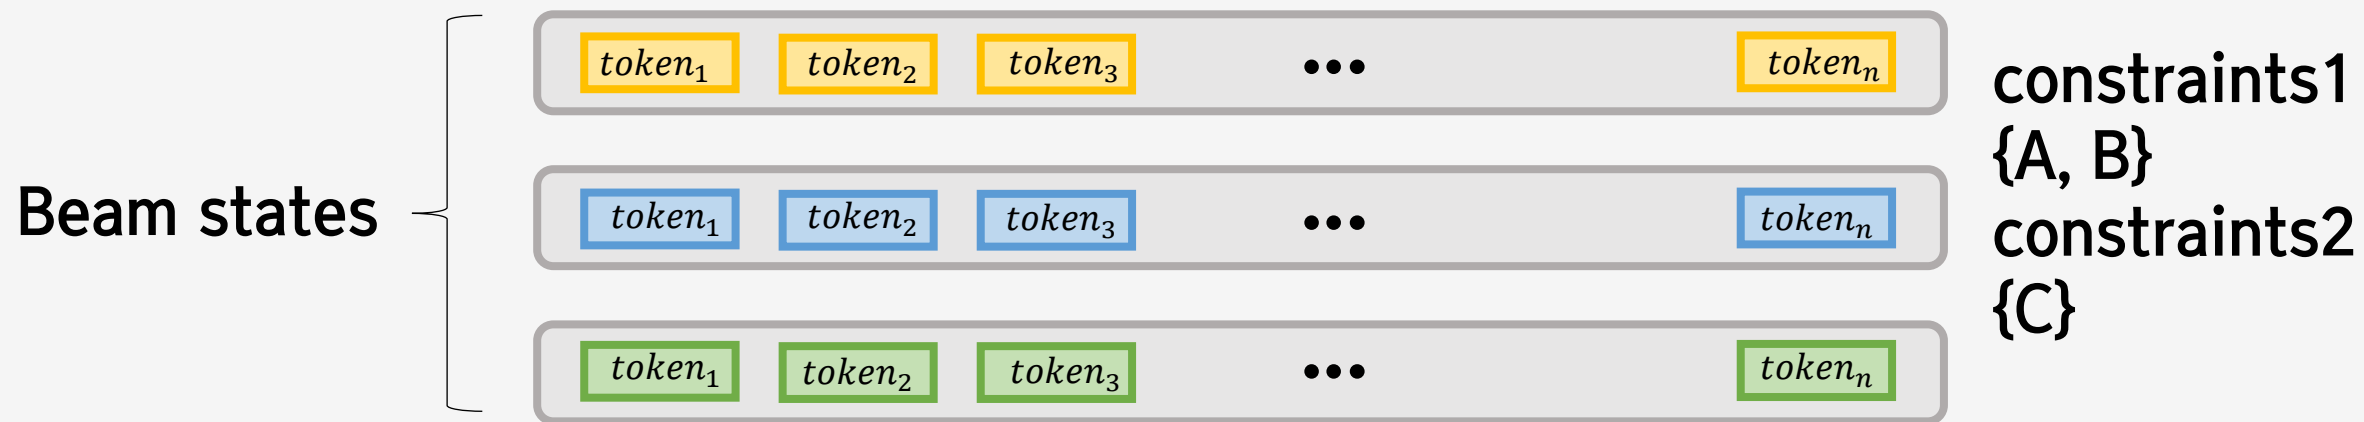 Beam states
token₁ token₂ token₃ ••• tokenₙ
token₁ token₂ token₃ ••• tokenₙ
token₁ token₂ token₃ ••• tokenₙ
constraints1
{A, B}
constraints2
{C}